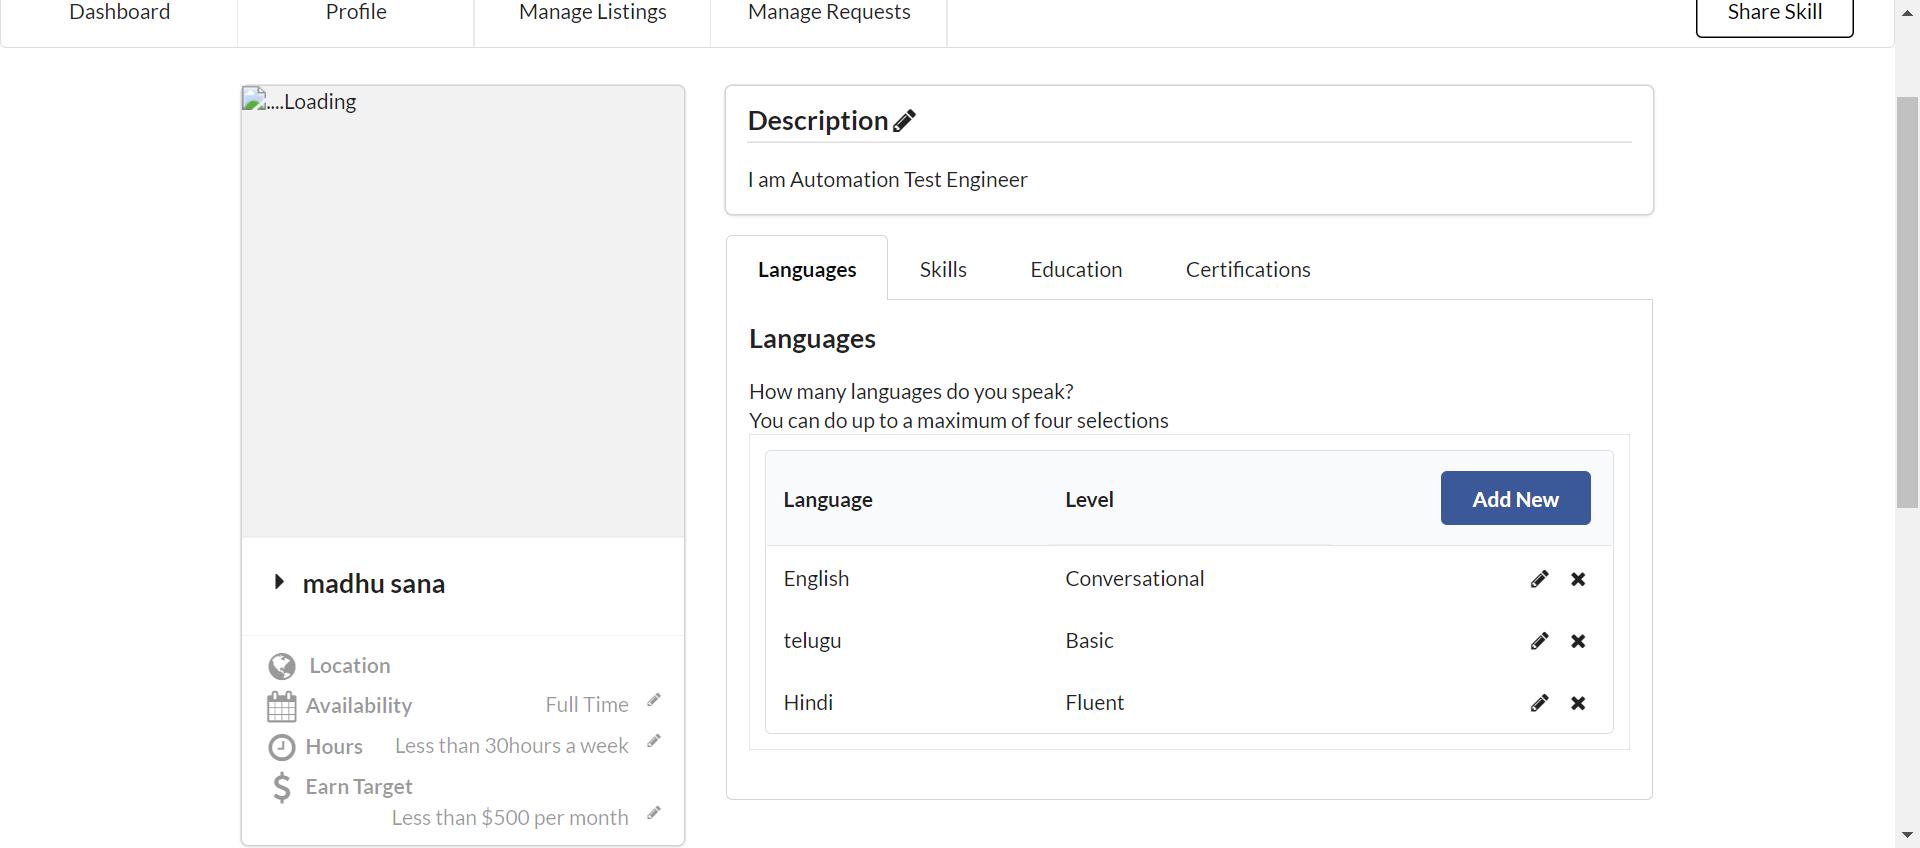 Dashboard
Profile
Manage Listings
Manage Requests
Share Skill
....Loading
madhu sana
Location
Availability Full Time
Hours Less than 30hours a week
Earn Target
Less than $500 per month
Description
I am Automation Test Engineer
Languages Skills Education Certifications
Languages
How many languages do you speak?
You can do up to a maximum of four selections
Language Level Add New
English Conversational
telugu Basic
Hindi Fluent